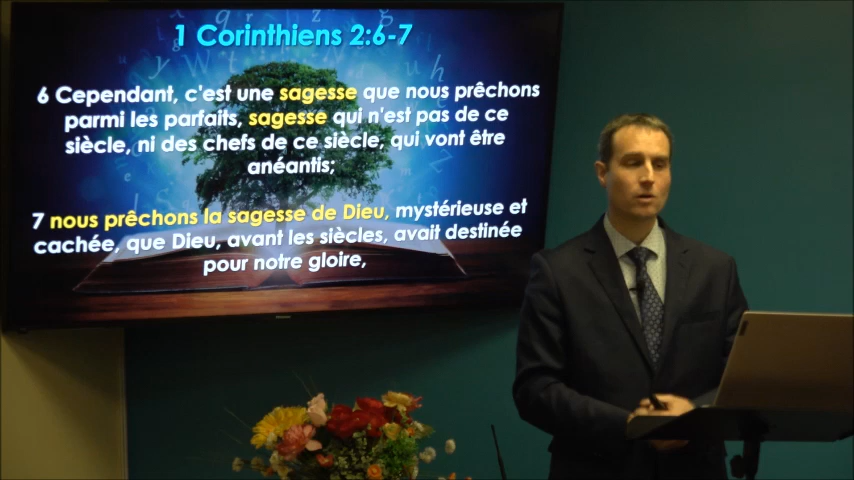 1 Corinthiens 2:6-7
6 Cependant, c'est une sagesse que nous prêchons
parmi les parfaits, sagesse qui n'est pas de ce
siècle, ni des chefs de ce siècle, qui vont être
anéantis;
7 nous prêchons la sagesse de Dieu, mystérieuse et
cachée, que Dieu, avant les siècles, avait destinée
pour notre gloire,